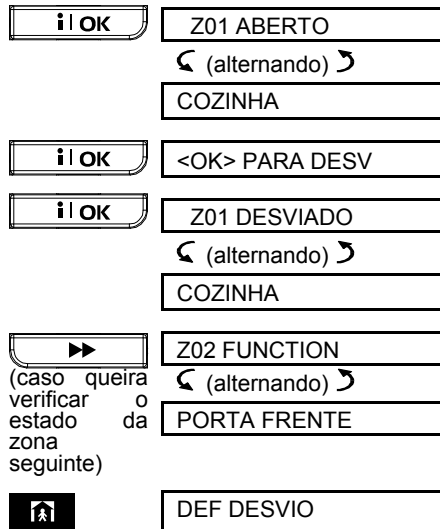 i OK
Z01 ABERTO
(alternando)
COZINHA
i OK
<OK> PARA DESV
i OK
Z01 DESVIADO
(alternando)
COZINHA
Z02 FUNCTION
(alternando)
PORTA FRENTE
(caso queira
verificar o
estado da
zona
seguinte)
DEF DESVIO